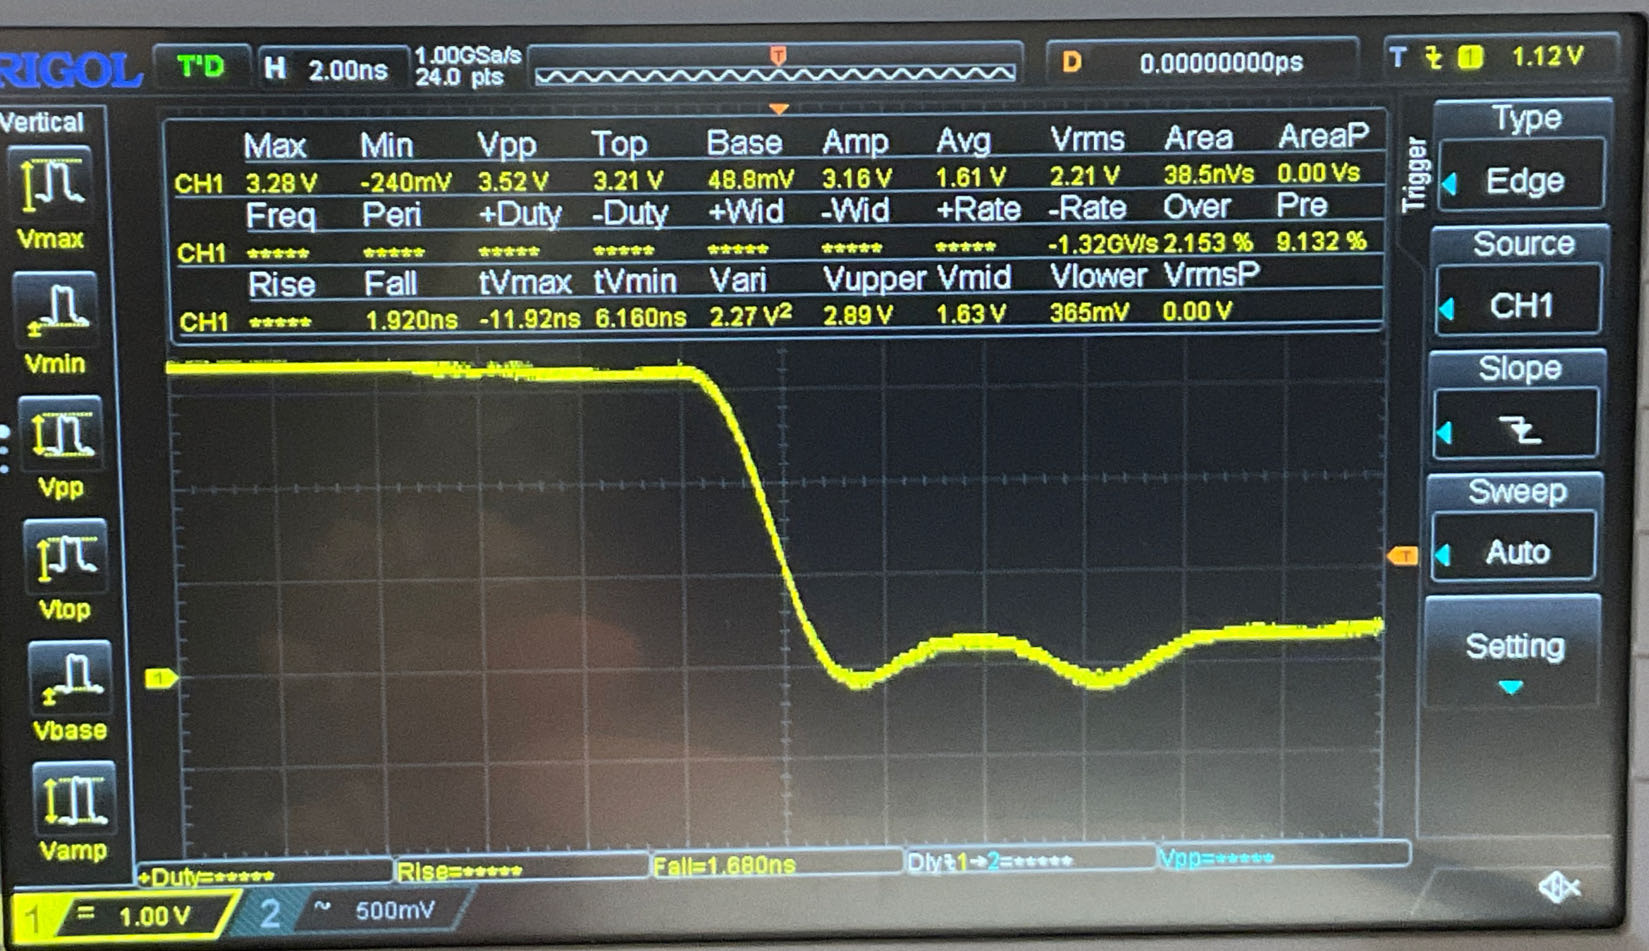 RIGOL T'D H 2.00ns 1.00GSa/s 24.0 pts T D 0.00000000ps T 1 1.12 V
Vertical
Vmax
Vmin
Vpp
Vtop
Vbase
Vamp
Max Min Vpp Top Base Amp Avg Vrms Area AreaP
CH1 3.28 V -240mV 3.52 V 3.21 V 48.8mV 3.16 V 1.61 V 2.21 V 38.5nVs 0.00 Vs
Freq Peri +Duty -Duty +Wid -Wid +Rate -Rate Over Pre
CH1 ***** ***** ***** ***** ***** ***** ***** -1.32GV/s 2.153 % 9.132 %
Rise Fall tVmax tVmin Vari Vupper Vmid Vlower VrmsP
CH1 ***** 1.920ns -11.92ns 6.160ns 2.27 V² 2.89 V 1.63 V 365mV 0.00 V
T
1
Trigger
Type
Edge
Source
CH1
Slope
Sweep
Auto
Setting
+Duty=***** Rise=***** Fall=1.680ns Dly1→2=***** Vpp=*****
1 = 1.00 V 2 ~ 500mV